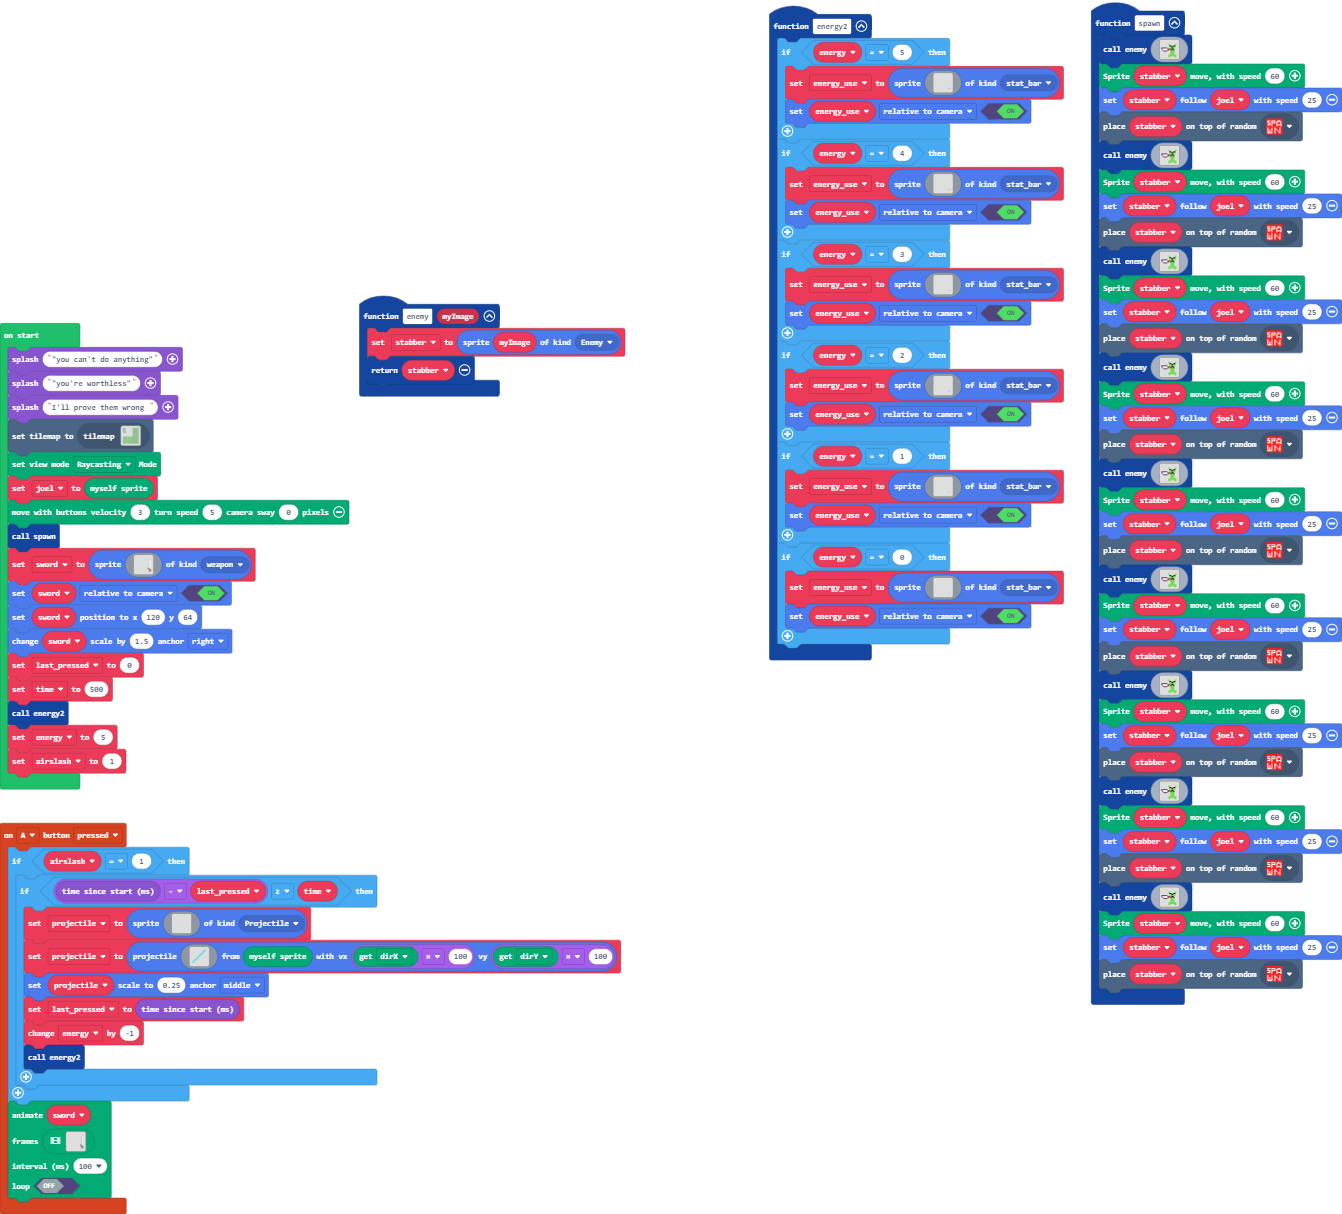 on start
splash ""you can't do anything""
splash ""you're worthless""
splash "I'll prove them wrong "
set tilemap to tilemap
set view mode Raycasting Mode
set joel to myself sprite
move with buttons velocity 3 turn speed 5 camera sway 0 pixels
call spawn
set sword to sprite of kind weapon
set sword relative to camera ON
set sword position to x 120 y 64
change sword scale by 1.5 anchor right
set last_pressed to 0
set time to 500
call energy2
set energy to 5
set airslash to 1
on A button pressed
if airslash = 1 then
if time since start (ms) - last_pressed ≥ time then
set projectile to sprite of kind Projectile
set projectile to projectile from myself sprite with vx get dirX × 100 vy get dirY × 100
set projectile scale to 0.25 anchor middle
set last_pressed to time since start (ms)
change energy by -1
call energy2
animate sword
frames
interval (ms) 100
loop OFF
function enemy myImage
set stabber to sprite myImage of kind Enemy
return stabber
function energy2
if energy = 5 then
set energy_use to sprite of kind stat_bar
set energy_use relative to camera ON
if energy = 4 then
set energy_use to sprite of kind stat_bar
set energy_use relative to camera ON
if energy = 3 then
set energy_use to sprite of kind stat_bar
set energy_use relative to camera ON
if energy = 2 then
set energy_use to sprite of kind stat_bar
set energy_use relative to camera ON
if energy = 1 then
set energy_use to sprite of kind stat_bar
set energy_use relative to camera ON
if energy = 0 then
set energy_use to sprite of kind stat_bar
set energy_use relative to camera ON
function spawn
call enemy
Sprite stabber move, with speed 60
set stabber follow joel with speed 25
place stabber on top of random SPAWN
call enemy
Sprite stabber move, with speed 60
set stabber follow joel with speed 25
place stabber on top of random SPAWN
call enemy
Sprite stabber move, with speed 60
set stabber follow joel with speed 25
place stabber on top of random SPAWN
call enemy
Sprite stabber move, with speed 60
set stabber follow joel with speed 25
place stabber on top of random SPAWN
call enemy
Sprite stabber move, with speed 60
set stabber follow joel with speed 25
place stabber on top of random SPAWN
call enemy
Sprite stabber move, with speed 60
set stabber follow joel with speed 25
place stabber on top of random SPAWN
call enemy
Sprite stabber move, with speed 60
set stabber follow joel with speed 25
place stabber on top of random SPAWN
call enemy
Sprite stabber move, with speed 60
set stabber follow joel with speed 25
place stabber on top of random SPAWN
call enemy
Sprite stabber move, with speed 60
set stabber follow joel with speed 25
place stabber on top of random SPAWN